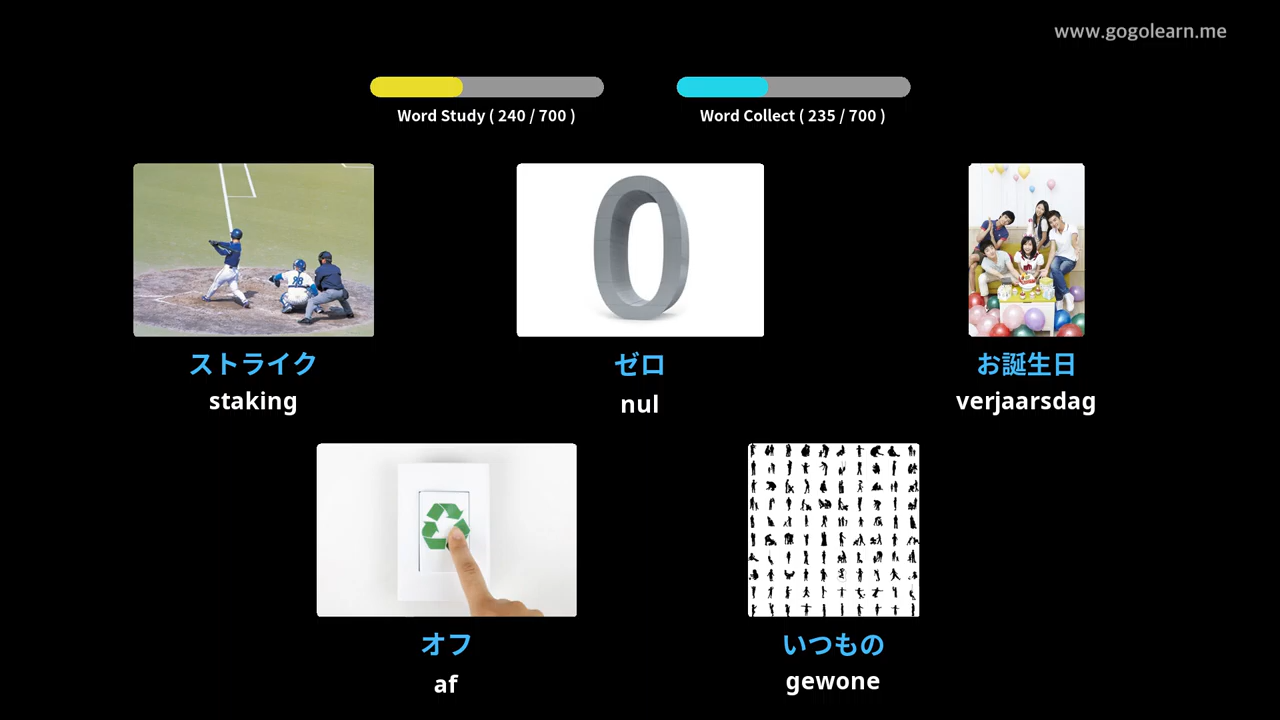 www.gogolearn.me
Word Study ( 240 / 700 )
Word Collect ( 235 / 700 )
ストライク
staking
ゼロ
nul
お誕生日
verjaarsdag
オフ
af
いつもの
gewone